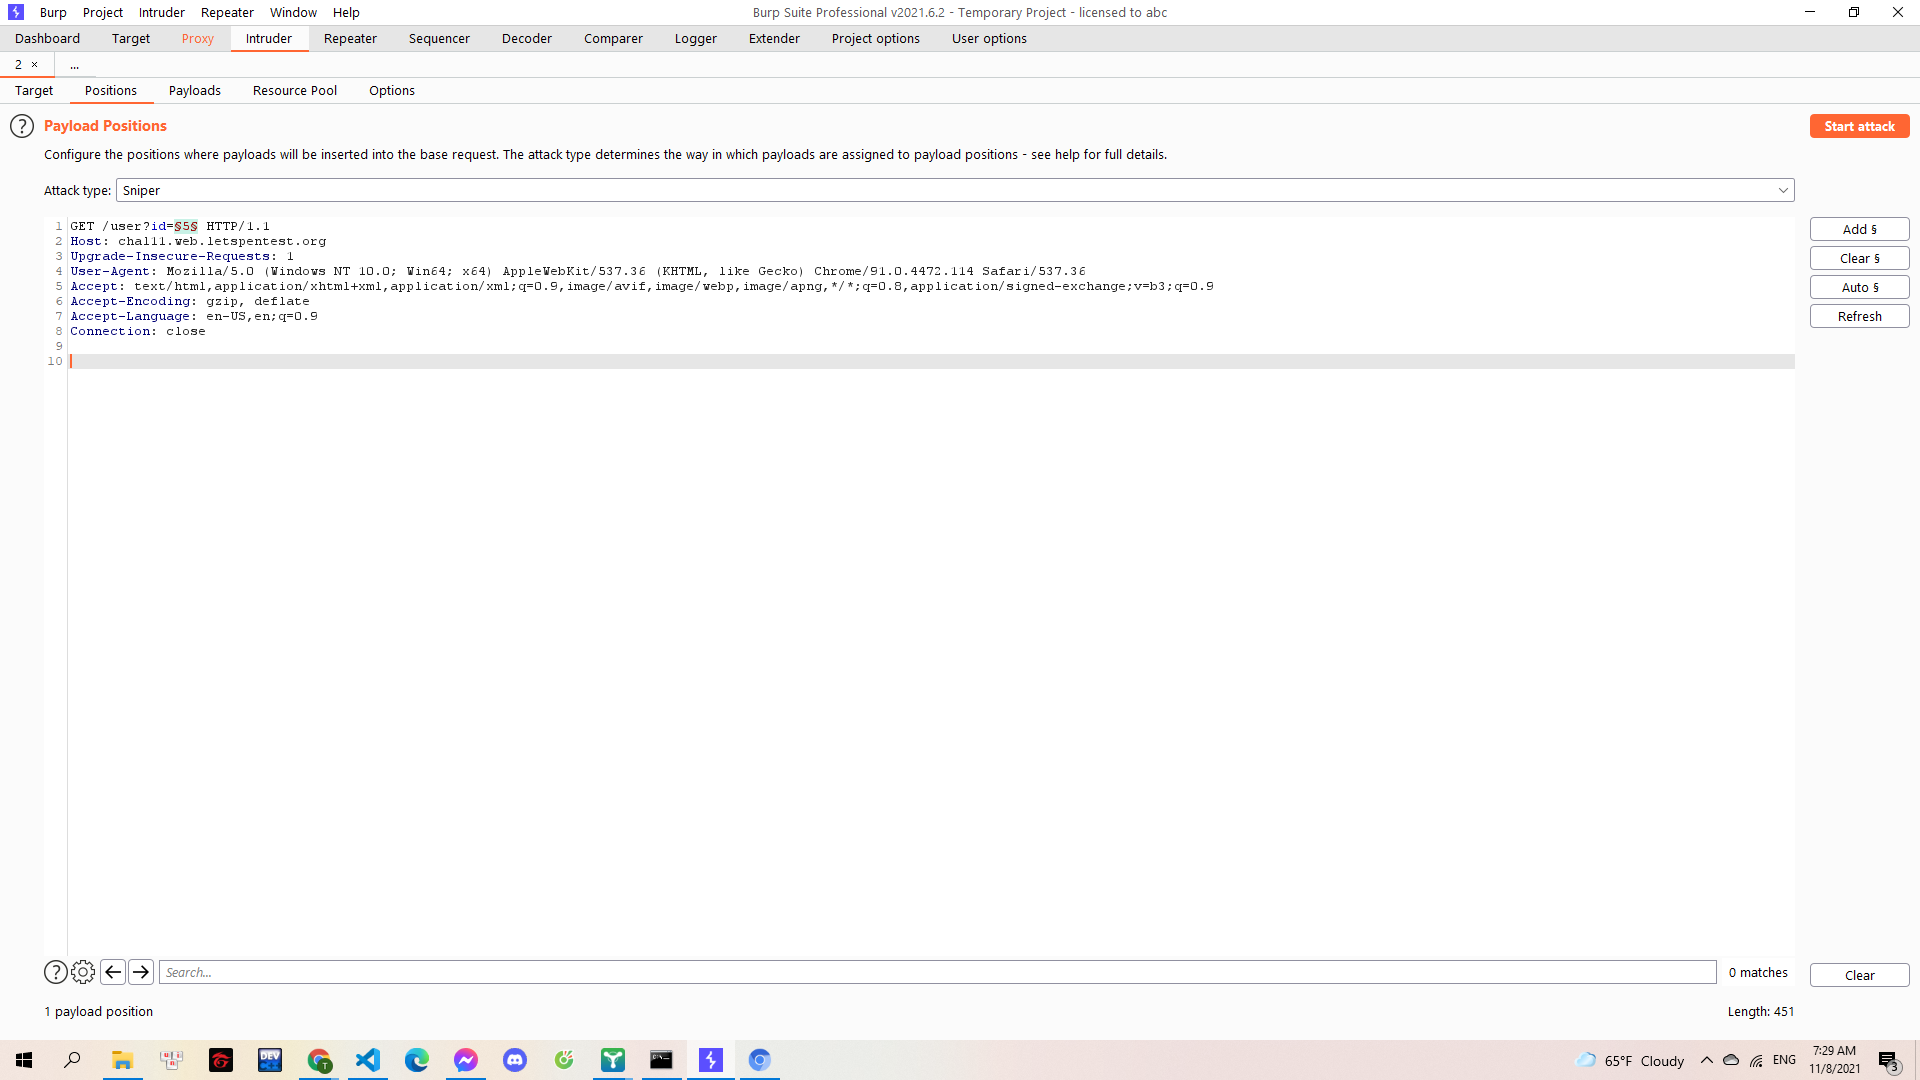 Burp Project Intruder Repeater Window Help Burp Suite Professional v2021.6.2 - Temporary Project - licensed to abc
Dashboard Target Proxy Intruder Repeater Sequencer Decoder Comparer Logger Extender Project options User options
2 × ...
Target Positions Payloads Resource Pool Options
? Payload Positions Start attack
Configure the positions where payloads will be inserted into the base request. The attack type determines the way in which payloads are assigned to payload positions - see help for full details.
Attack type: Sniper
1 GET /user?id=§5§ HTTP/1.1
2 Host: chal11.web.letspentest.org
3 Upgrade-Insecure-Requests: 1
4 User-Agent: Mozilla/5.0 (Windows NT 10.0; Win64; x64) AppleWebKit/537.36 (KHTML, like Gecko) Chrome/91.0.4472.114 Safari/537.36
5 Accept: text/html,application/xhtml+xml,application/xml;q=0.9,image/avif,image/webp,image/apng,*/*;q=0.8,application/signed-exchange;v=b3;q=0.9
6 Accept-Encoding: gzip, deflate
7 Accept-Language: en-US,en;q=0.9
8 Connection: close
9
10
Add §
Clear §
Auto §
Refresh
? Search... 0 matches Clear
1 payload position Length: 451
DEV T 65°F Cloudy ENG 7:29 AM
11/8/2021 3